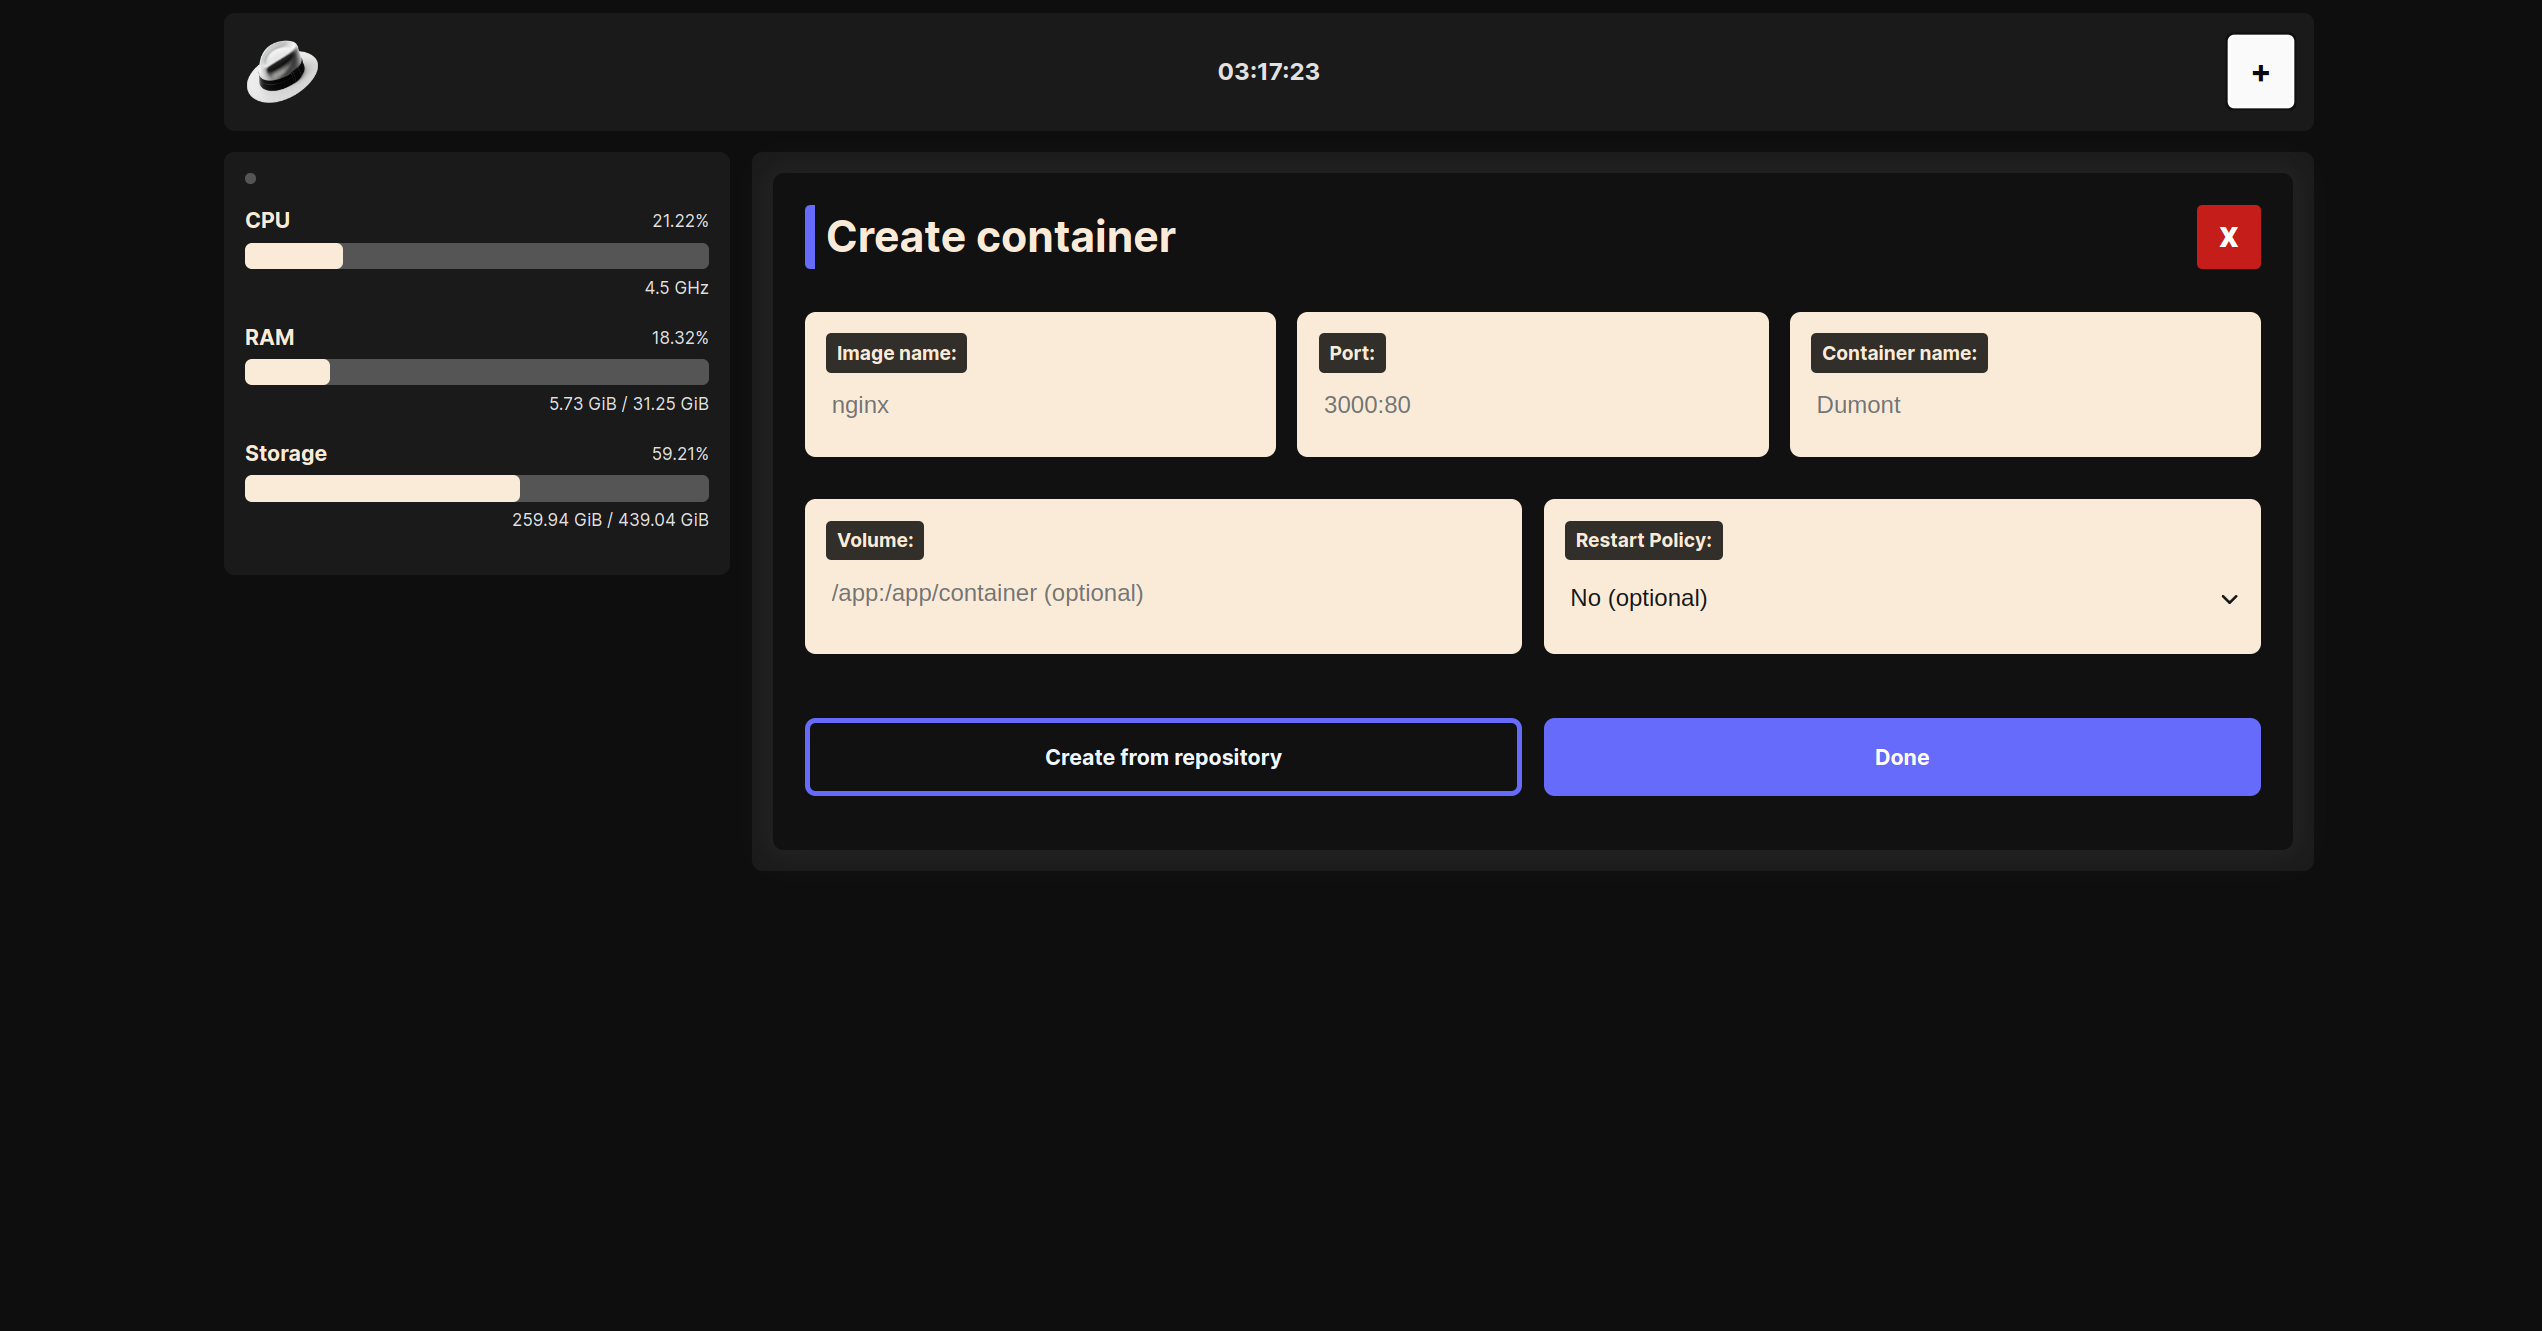 03:17:23
+
CPU 21.22%
4.5 GHz
RAM 18.32%
5.73 GiB / 31.25 GiB
Storage 59.21%
259.94 GiB / 439.04 GiB
Create container
X
Image name:
nginx
Port:
3000:80
Container name:
Dumont
Volume:
/app:/app/container (optional)
Restart Policy:
No (optional)
Create from repository
Done